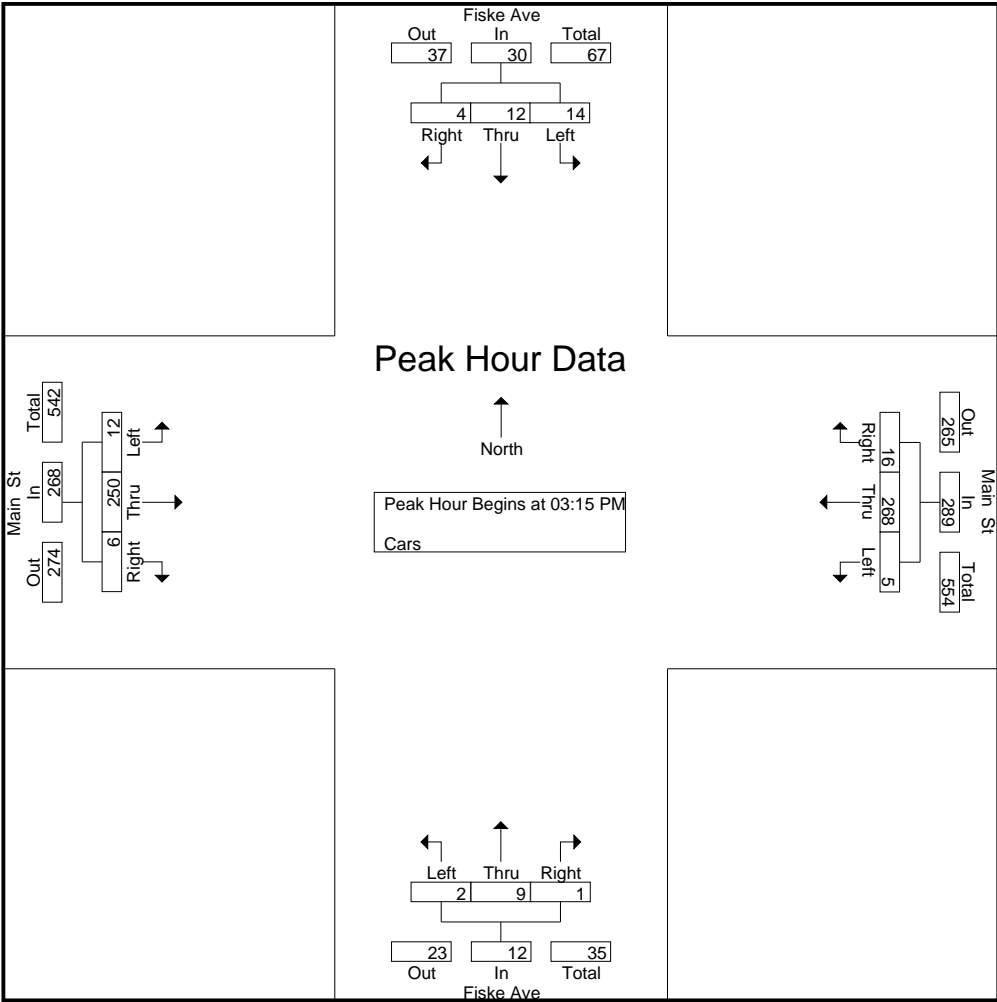 Fiske Ave
Out In Total
37 30 67
4 12 14
Right Thru Left
Peak Hour Data
North
Peak Hour Begins at 03:15 PM
Cars
Main St
Total In Out
542 268 274
12 250 6
Left Thru Right
Main St
Out In Total
265 289 554
16 268 5
Right Thru Left
Left Thru Right
2 9 1
23 12 35
Out In Total
Fiske Ave